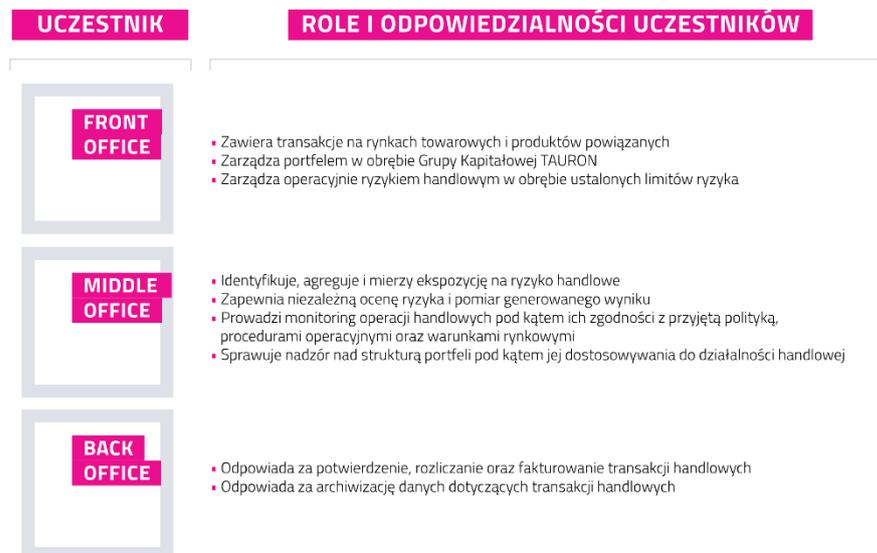 UCZESTNIK
ROLE I ODPOWIEDZIALNOŚCI UCZESTNIKÓW
FRONT
OFFICE
▪ Zawiera transakcje na rynkach towarowych i produktów powiązanych
▪ Zarządza portfelem w obrębie Grupy Kapitałowej TAURON
▪ Zarządza operacyjnie ryzykiem handlowym w obrębie ustalonych limitów ryzyka
MIDDLE
OFFICE
▪ Identyfikuje, agreguje i mierzy ekspozycję na ryzyko handlowe
▪ Zapewnia niezależną ocenę ryzyka i pomiar generowanego wyniku
▪ Prowadzi monitoring operacji handlowych pod kątem ich zgodności z przyjętą polityką,
procedurami operacyjnymi oraz warunkami rynkowymi
▪ Sprawuje nadzór nad strukturą portfeli pod kątem jej dostosowywania do działalności handlowej
BACK
OFFICE
▪ Odpowiada za potwierdzenie, rozliczanie oraz fakturowanie transakcji handlowych
▪ Odpowiada za archiwizację danych dotyczących transakcji handlowych